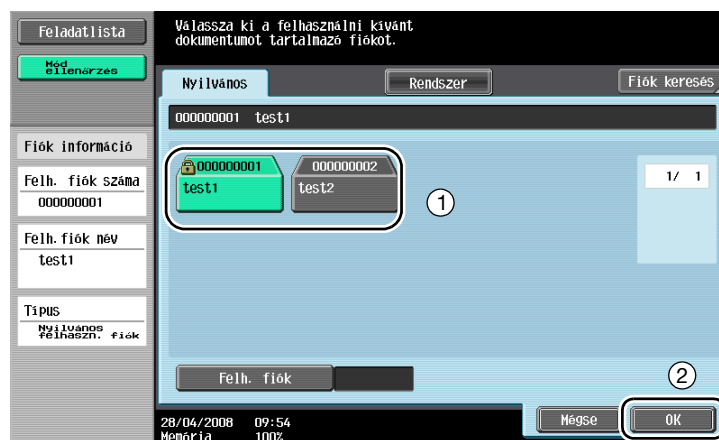 Feladatlista
Mód
ellenőrzés
Válassza ki a felhasználni kívánt
dokumentumot tartalmazó fiókot.
Nyilvános
Rendszer
Fiók keresés
000000001 test1
Fiók információ
Felh. fiók száma
000000001
Felh.fiók név
test1
Típus
Nyilvános
felhaszn. fiók
000000001
test1
000000002
test2
1
1/ 1
Felh. fiók
2
Mégse
OK
28/04/2008 09:54
Memória 100%